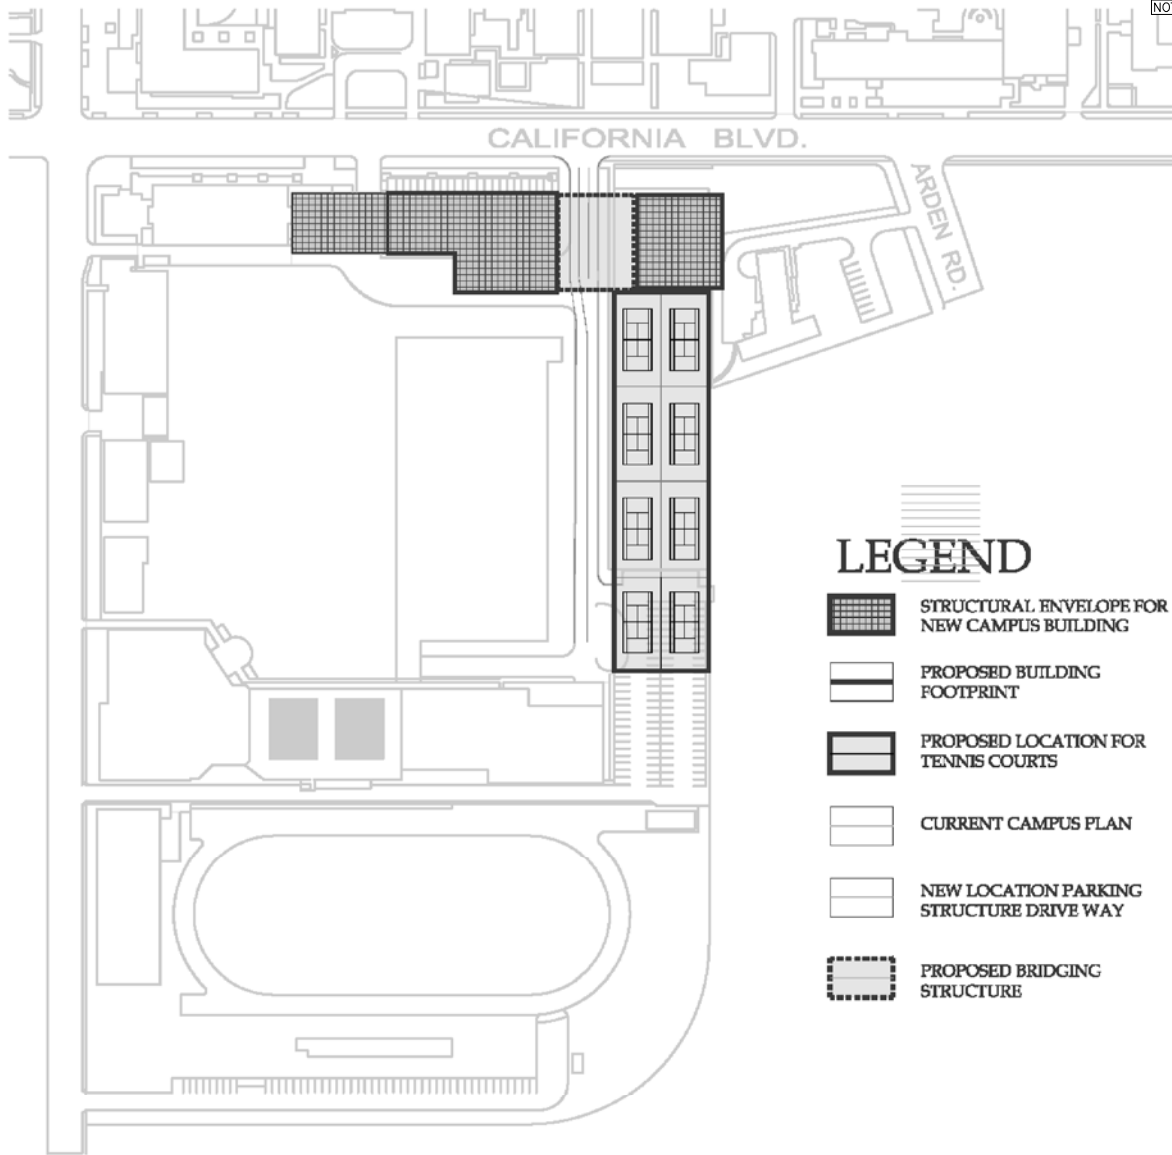 CALIFORNIA BLVD.
ARDEN RD.
LEGEND
STRUCTURAL ENVELOPE FOR
NEW CAMPUS BUILDING
PROPOSED BUILDING
FOOTPRINT
PROPOSED LOCATION FOR
TENNIS COURTS
CURRENT CAMPUS PLAN
NEW LOCATION PARKING
STRUCTURE DRIVE WAY
PROPOSED BRIDGING
STRUCTURE